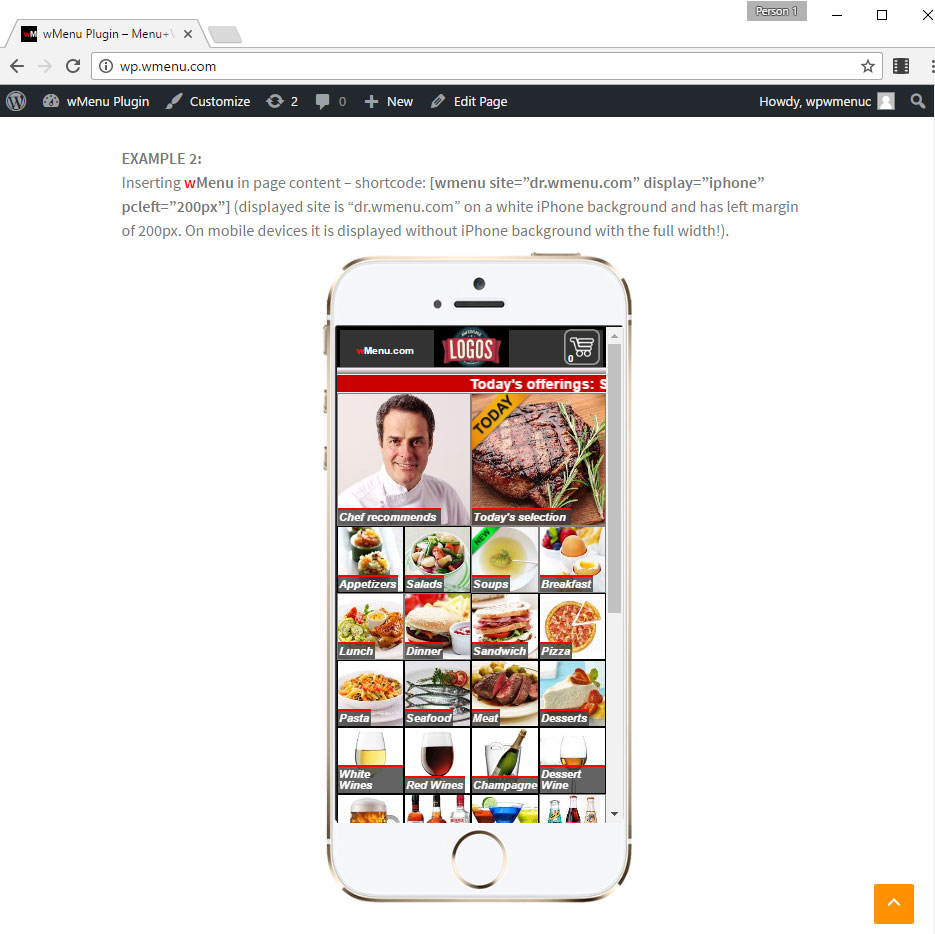 Person 1
wM wMenu Plugin – Menu+
wp.wmenu.com
wMenu Plugin Customize 2 0 New Edit Page Howdy, wpwmenuc
EXAMPLE 2:
Inserting wMenu in page content – shortcode: [wmenu site=”dr.wmenu.com” display=”iphone”
pcleft=”200px”] (displayed site is “dr.wmenu.com” on a white iPhone background and has left margin
of 200px. On mobile devices it is displayed without iPhone background with the full width!).
wMenu.com LOGOS 0
Today's offerings: S
TODAY
Chef recommends Today's selection
NEW
Appetizers Salads Soups Breakfast
Lunch Dinner Sandwich Pizza
Pasta Seafood Meat Desserts
White Dessert
Wines Red Wines Champagne Wine